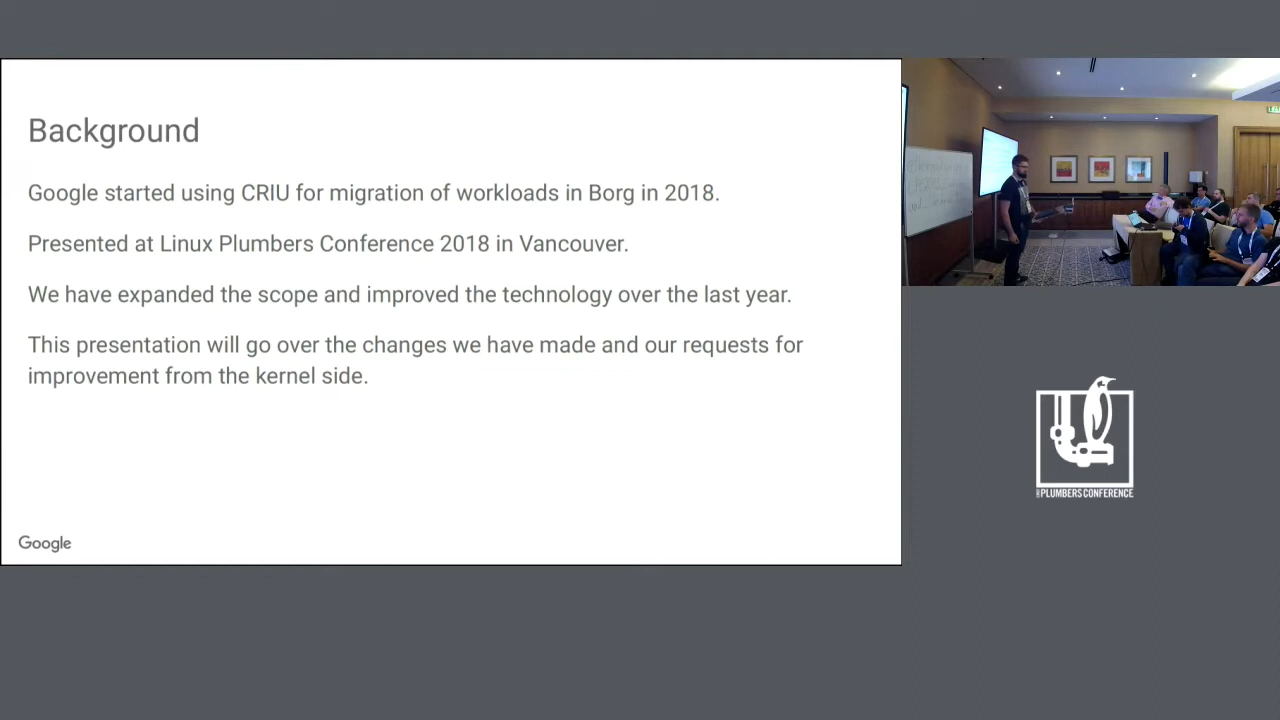 Background
Google started using CRIU for migration of workloads in Borg in 2018.
Presented at Linux Plumbers Conference 2018 in Vancouver.
We have expanded the scope and improved the technology over the last year.
This presentation will go over the changes we have made and our requests for
improvement from the kernel side.
Google
PLUMBERS CONFERENCE